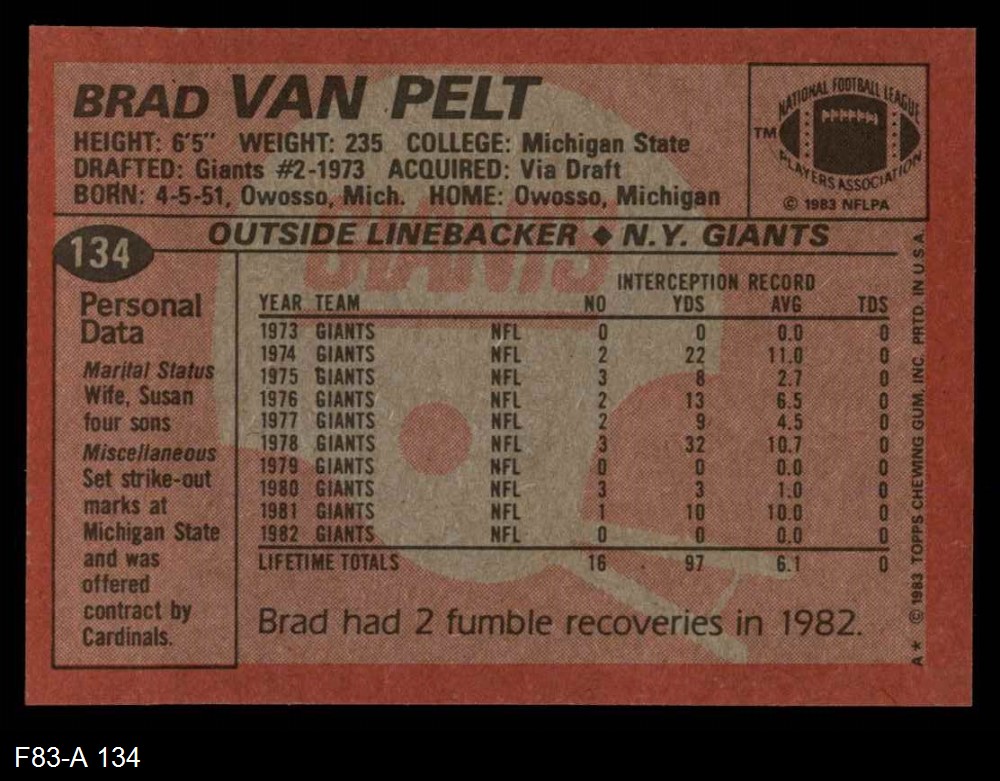 BRAD VAN PELT
HEIGHT: 6'5" WEIGHT: 235 COLLEGE: Michigan State
DRAFTED: Giants #2-1973 ACQUIRED: Via Draft
BORN: 4-5-51, Owosso, Mich. HOME: Owosso, Michigan
NATIONAL FOOTBALL LEAGUE
TM
PLAYERS ASSOCIATION
© 1983 NFLPA
134
OUTSIDE LINEBACKER ♦ N.Y. GIANTS
GIANTS
Personal
Data
Marital Status
Wife, Susan
four sons
Miscellaneous
Set strike-out
marks at
Michigan State
and was
offered
contract by
Cardinals.
INTERCEPTION RECORD
YEAR TEAM NO YDS AVG TDS
1973 GIANTS NFL 0 0 0.0 0
1974 GIANTS NFL 2 22 11.0 0
1975 GIANTS NFL 3 8 2.7 0
1976 GIANTS NFL 2 13 6.5 0
1977 GIANTS NFL 2 9 4.5 0
1978 GIANTS NFL 3 32 10.7 0
1979 GIANTS NFL 0 0 0.0 0
1980 GIANTS NFL 3 3 1.0 0
1981 GIANTS NFL 1 10 10.0 0
1982 GIANTS NFL 0 0 0.0 0
LIFETIME TOTALS 16 97 6.1 0
Brad had 2 fumble recoveries in 1982.
A* © 1983 TOPPS CHEWING GUM, INC. PRTD. IN U.S.A.
F83-A 134